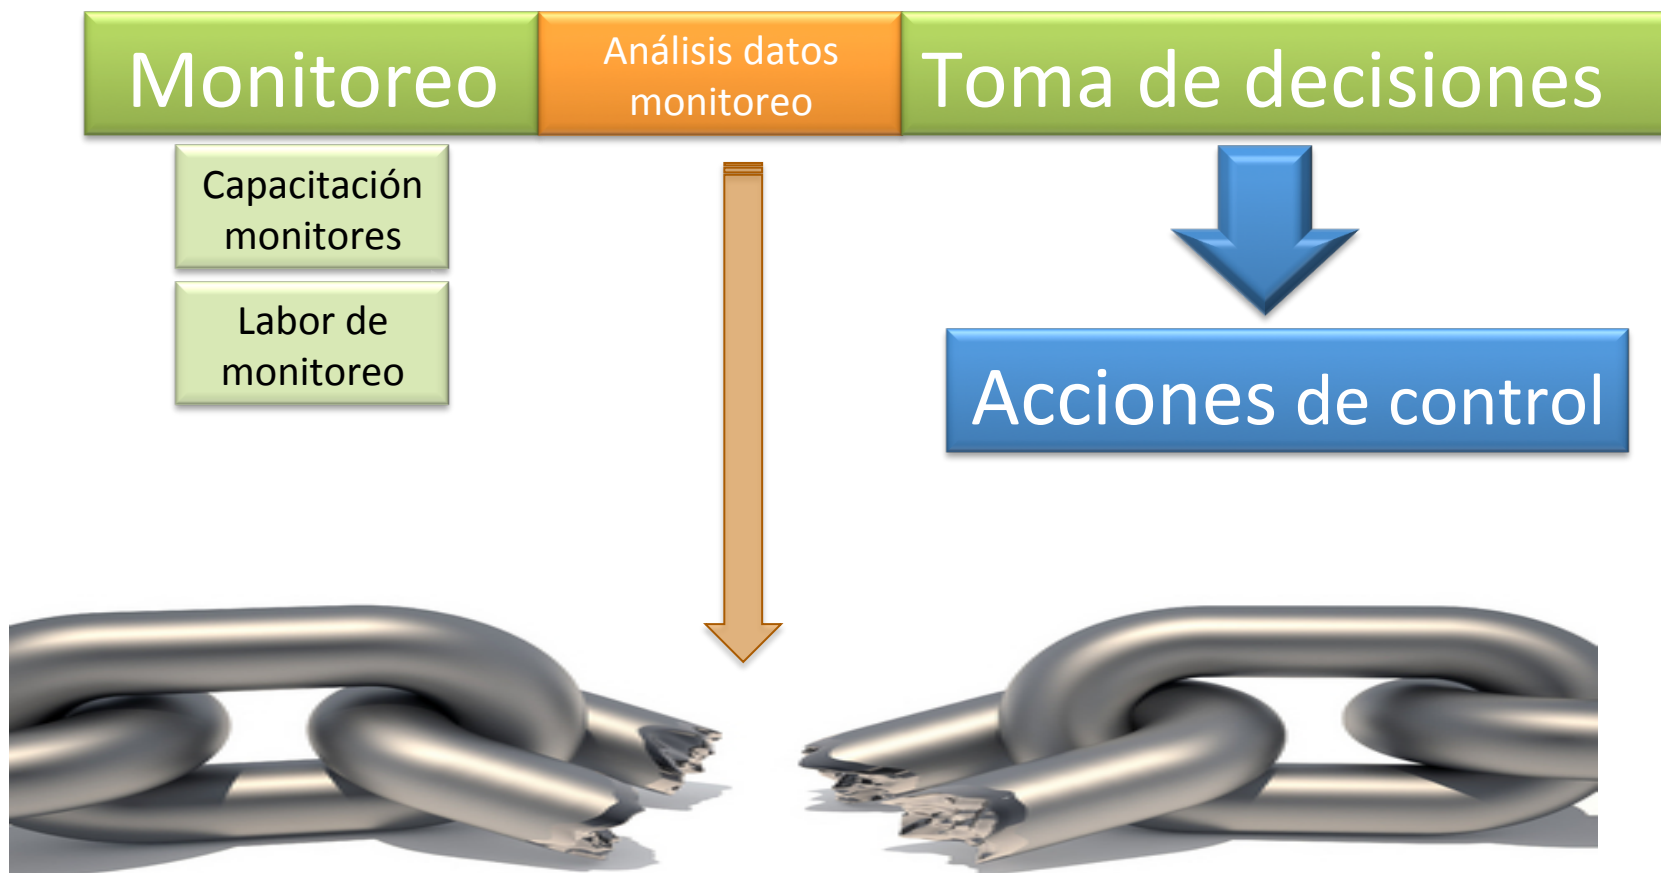 Monitoreo
Análisis datos
monitoreo
Toma de decisiones
Capacitación
monitores
Labor de
monitoreo
Acciones de control